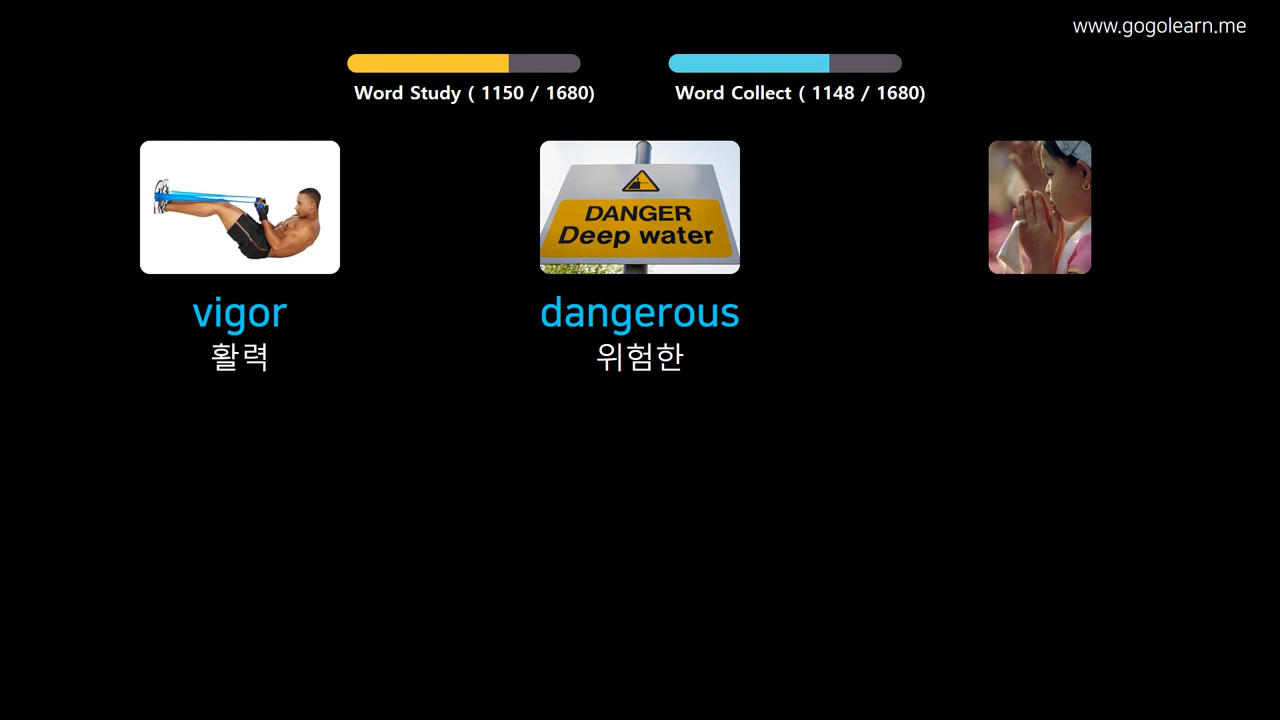 www.gogolearn.me
Word Study ( 1150 / 1680)
Word Collect ( 1148 / 1680)
DANGER
Deep water
vigor
활력
dangerous
위험한